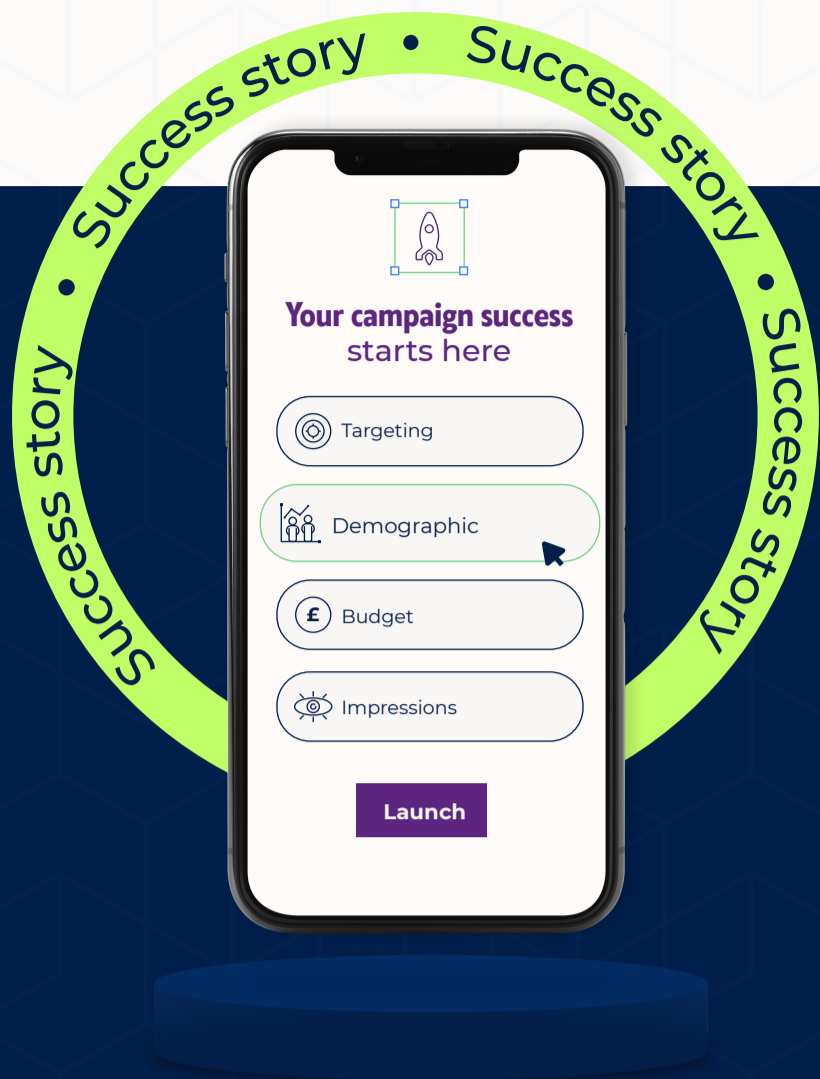 Success story • Success story • Success story • Success story
Your campaign success
starts here
Targeting
Demographic
£ Budget
Impressions
Launch